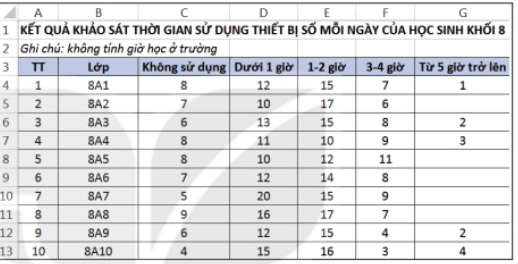 A B C D E F G
1 KẾT QUẢ KHẢO SÁT THỜI GIAN SỬ DỤNG THIẾT BỊ SỐ MỖI NGÀY CỦA HỌC SINH KHỐI 8
2 Ghi chú: không tính giờ học ở trường
3 TT Lớp Không sử dụng Dưới 1 giờ 1-2 giờ 3-4 giờ Từ 5 giờ trở lên
4 1 8A1 8 12 15 7 1
5 2 8A2 7 10 17 6
6 3 8A3 6 13 15 8 2
7 4 8A4 8 11 10 9 3
8 5 8A5 8 10 12 11
9 6 8A6 7 12 14 8
10 7 8A7 5 20 15 9
11 8 8A8 9 16 17 7
12 9 8A9 6 12 15 4 2
13 10 8A10 4 15 16 3 4